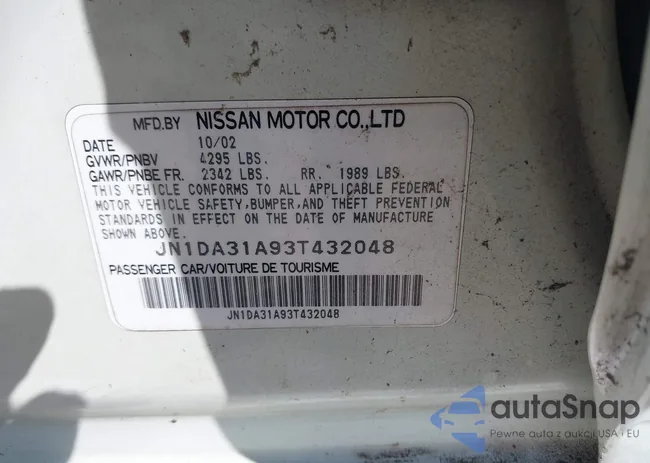 MFD.BY NISSAN MOTOR CO.,LTD
DATE 10/02
GVWR/PNBV 4295 LBS.
GAWR/PNBE FR. 2342 LBS. RR. 1989 LBS.
THIS VEHICLE CONFORMS TO ALL APPLICABLE FEDERAL
MOTOR VEHICLE SAFETY,BUMPER,AND THEFT PREVENTION
STANDARDS IN EFFECT ON THE DATE OF MANUFACTURE
SHOWN ABOVE.
JN1DA31A93T432048
PASSENGER CAR/VOITURE DE TOURISME
JN1DA31A93T432048
autaSnap
Pewne auta z aukcji USA i EU